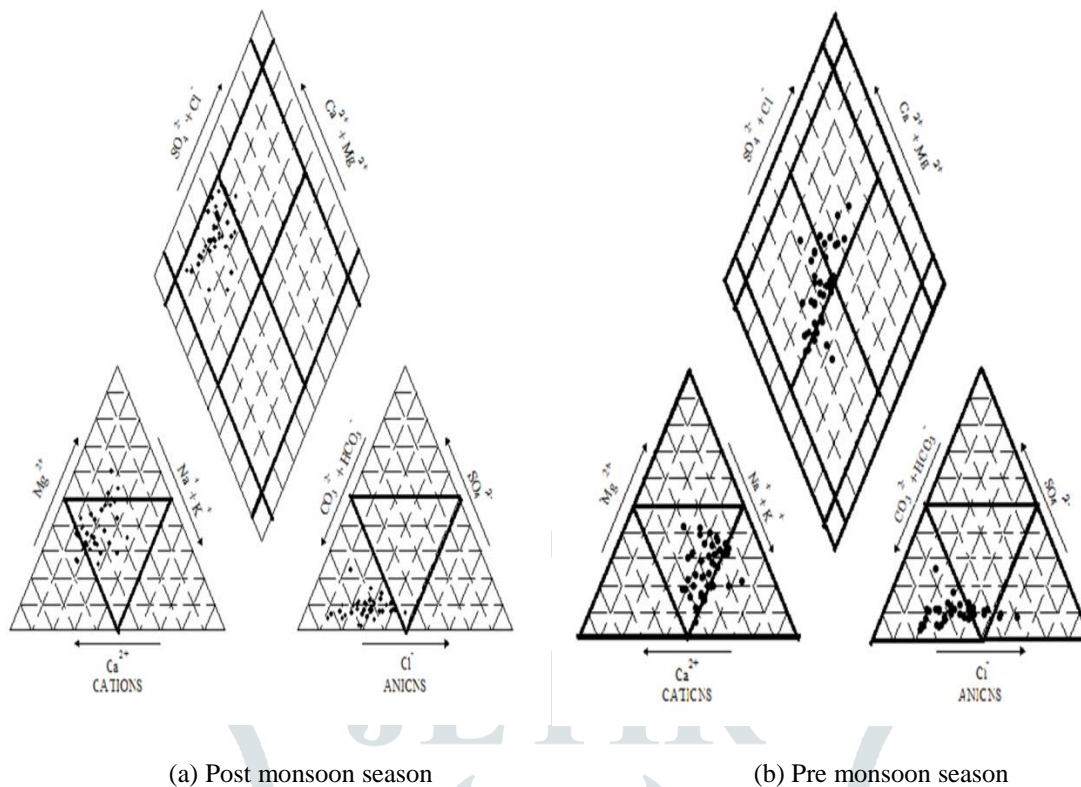 SO₄²⁻ + Cl⁻
Ca²⁺ + Mg²⁺
Mg²⁺
Na⁺ + K⁺
CO₃²⁻ + HCO₃⁻
SO₄²⁻
Ca²⁺
CATIONS
Cl⁻
ANICNS
SO₄²⁻ + Cl⁻
Ca²⁺ + Mg²⁺
Mg²⁺
Na⁺ + K⁺
CO₃²⁻ + HCO₃⁻
SO₄²⁻
Ca²⁺
CATICNS
Cl⁻
ANICNS
JETIR
(a) Post monsoon season
(b) Pre monsoon season